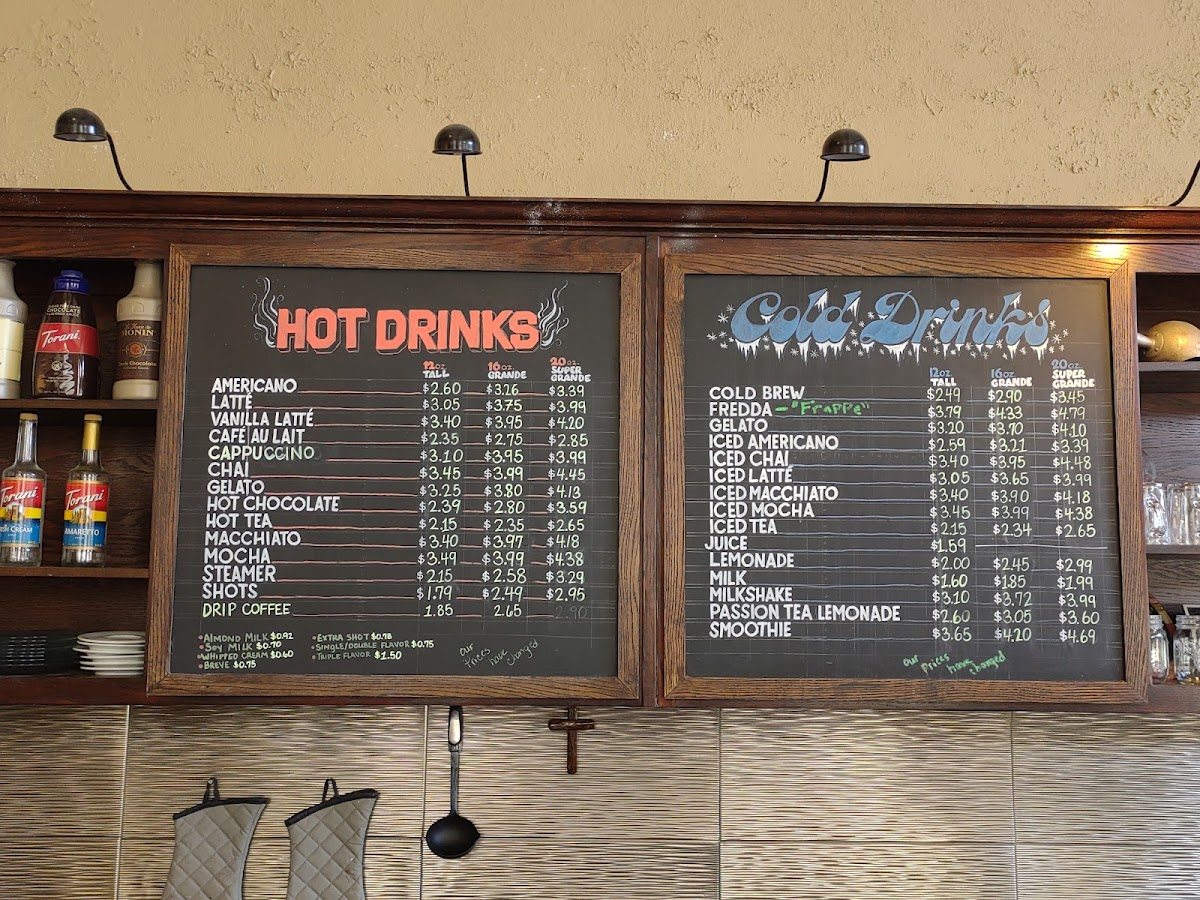 HOT DRINKS
12oz. TALL 16oz. GRANDE 20oz. SUPER GRANDE
AMERICANO $2.60 $3.26 $3.39
LATTÉ $3.05 $3.75 $3.99
VANILLA LATTÉ $3.40 $3.95 $4.20
CAFÉ AU LAIT $2.35 $2.75 $2.85
CAPPUCCINO $3.10 $3.95 $3.99
CHAI $3.45 $3.99 $4.45
GELATO $3.25 $3.80 $4.13
HOT CHOCOLATE $2.39 $2.80 $3.59
HOT TEA $2.15 $2.35 $2.65
MACCHIATO $3.40 $3.97 $4.18
MOCHA $3.49 $3.99 $4.38
STEAMER $2.15 $2.58 $3.29
SHOTS $1.79 $2.49 $2.95
DRIP COFFEE 1.85 2.65 2.90
• ALMOND MILK $0.92
• SOY MILK $0.70
• WHIPPED CREAM $0.60
• BREVE $0.75
• EXTRA SHOT $0.78
• SINGLE/DOUBLE FLAVOR $0.75
• TRIPLE FLAVOR $1.50
our Prices have changed
Cold Drinks
12oz. TALL 16oz. GRANDE 20oz. SUPER GRANDE
COLD BREW $2.49 $2.90 $3.45
FREDDA - "Frappe" $3.79 $4.33 $4.79
GELATO $3.20 $3.70 $4.10
ICED AMERICANO $2.59 $3.21 $3.39
ICED CHAI $3.40 $3.95 $4.48
ICED LATTÉ $3.05 $3.65 $3.99
ICED MACCHIATO $3.40 $3.90 $4.18
ICED MOCHA $3.45 $3.99 $4.38
ICED TEA $2.15 $2.34 $2.65
JUICE $1.59
LEMONADE $2.00 $2.45 $2.99
MILK $1.60 $1.85 $1.99
MILKSHAKE $3.10 $3.72 $3.99
PASSION TEA LEMONADE $2.60 $3.05 $3.60
SMOOTHIE $3.65 $4.20 $4.69
our Prices have changed
CHOCOLATE
Torani
MONIN
Torani
CREAM
Torani
AMARETTO